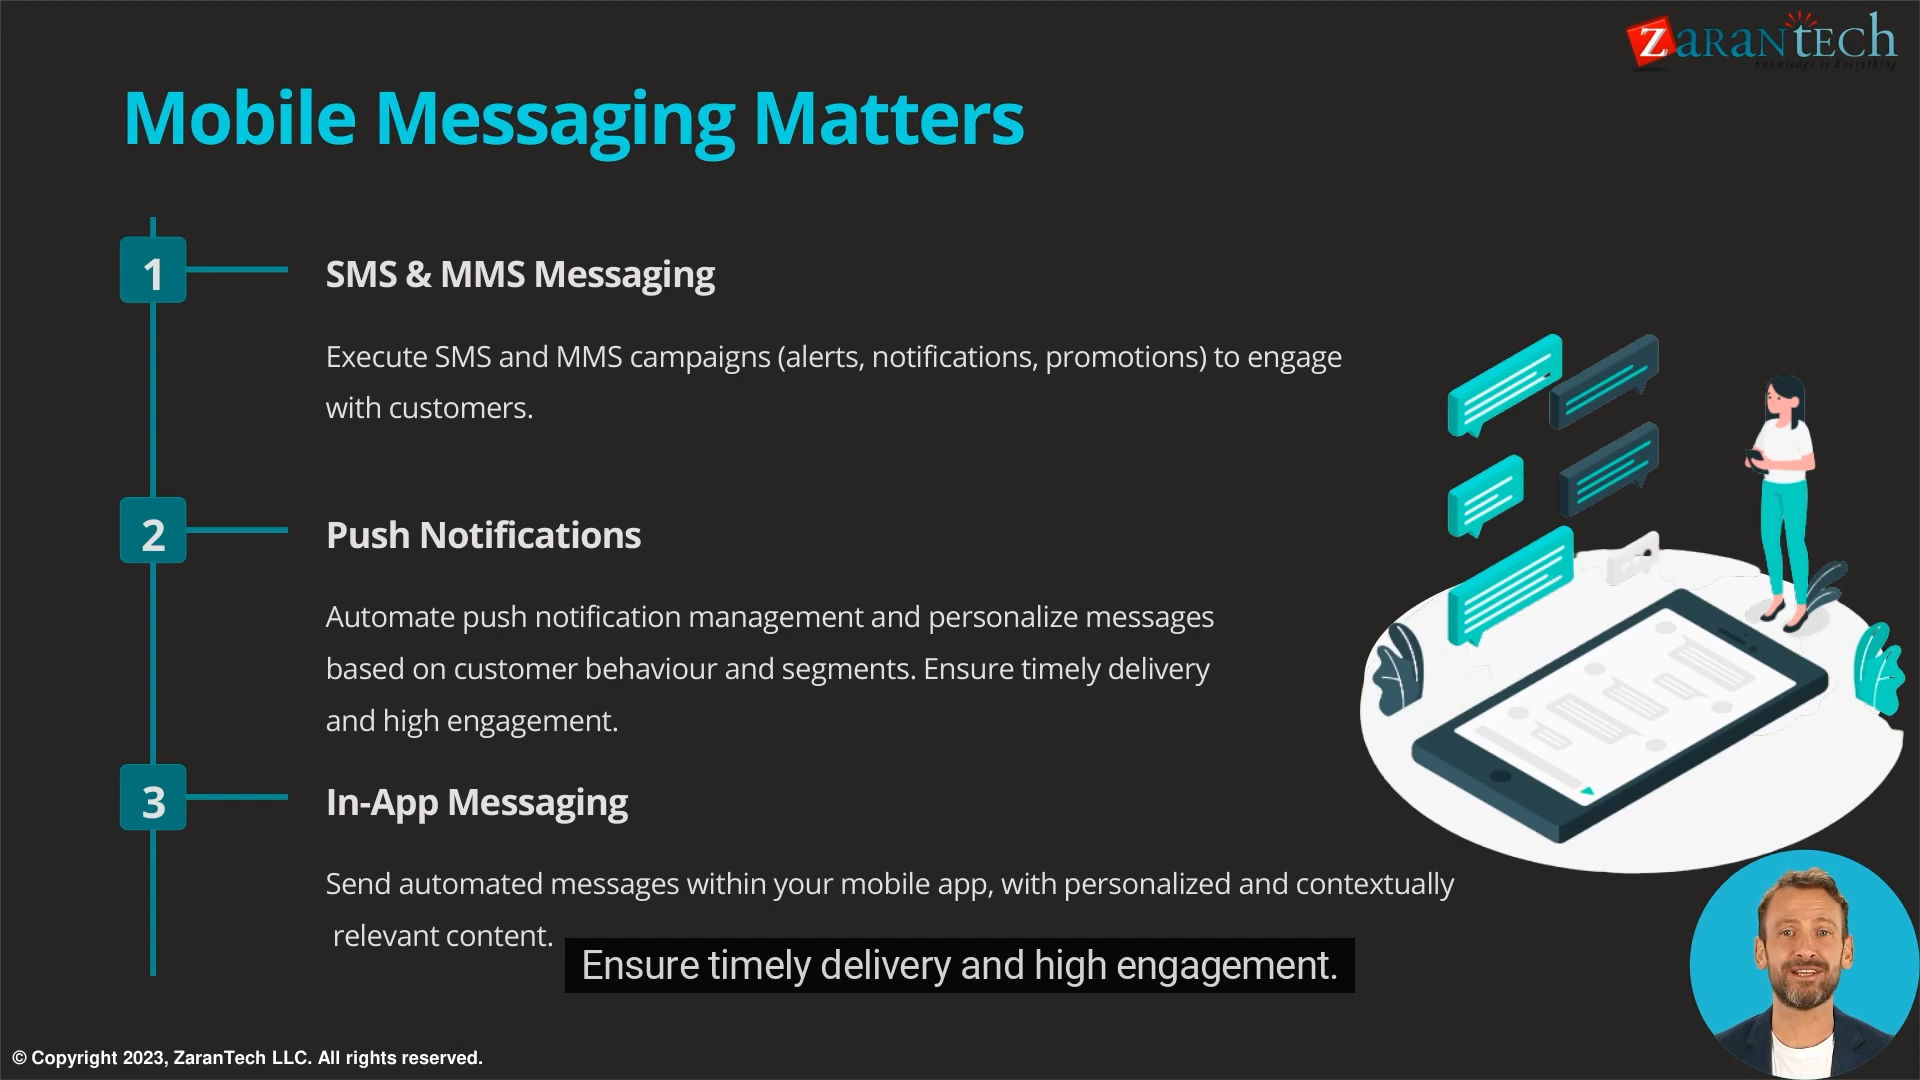 ZaranTech
knowledge is Everything
Mobile Messaging Matters
1
SMS & MMS Messaging
Execute SMS and MMS campaigns (alerts, notifications, promotions) to engage
with customers.
2
Push Notifications
Automate push notification management and personalize messages
based on customer behaviour and segments. Ensure timely delivery
and high engagement.
3
In-App Messaging
Send automated messages within your mobile app, with personalized and contextually
relevant content.
Ensure timely delivery and high engagement.
© Copyright 2023, ZaranTech LLC. All rights reserved.